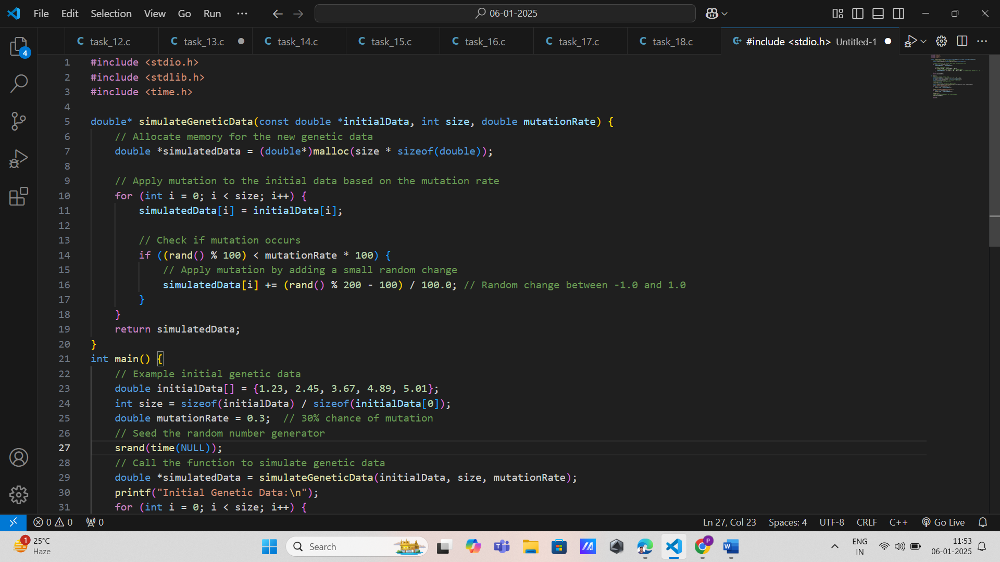 File Edit Selection View Go Run ··· 06-01-2025
task_12.c task_13.c task_14.c task_15.c task_16.c task_17.c task_18.c #include <stdio.h> Untitled-1
4
1 #include <stdio.h>
2 #include <stdlib.h>
3 #include <time.h>
4
5 double* simulateGeneticData(const double *initialData, int size, double mutationRate) {
6 // Allocate memory for the new genetic data
7 double *simulatedData = (double*)malloc(size * sizeof(double));
8
9 // Apply mutation to the initial data based on the mutation rate
10 for (int i = 0; i < size; i++) {
11 simulatedData[i] = initialData[i];
12
13 // Check if mutation occurs
14 if ((rand() % 100) < mutationRate * 100) {
15 // Apply mutation by adding a small random change
16 simulatedData[i] += (rand() % 200 - 100) / 100.0; // Random change between -1.0 and 1.0
17 }
18 }
19 return simulatedData;
20 }
21 int main() {
22 // Example initial genetic data
23 double initialData[] = {1.23, 2.45, 3.67, 4.89, 5.01};
24 int size = sizeof(initialData) / sizeof(initialData[0]);
25 double mutationRate = 0.3; // 30% chance of mutation
26 // Seed the random number generator
27 srand(time(NULL));
28 // Call the function to simulate genetic data
29 double *simulatedData = simulateGeneticData(initialData, size, mutationRate);
30 printf("Initial Genetic Data:\n");
31 for (int i = 0; i < size; i++) {
0 0 0 Ln 27, Col 23 Spaces: 4 UTF-8 CRLF C++ Go Live
1 25°C
Haze
Search
P
ENG
IN
11:53
06-01-2025